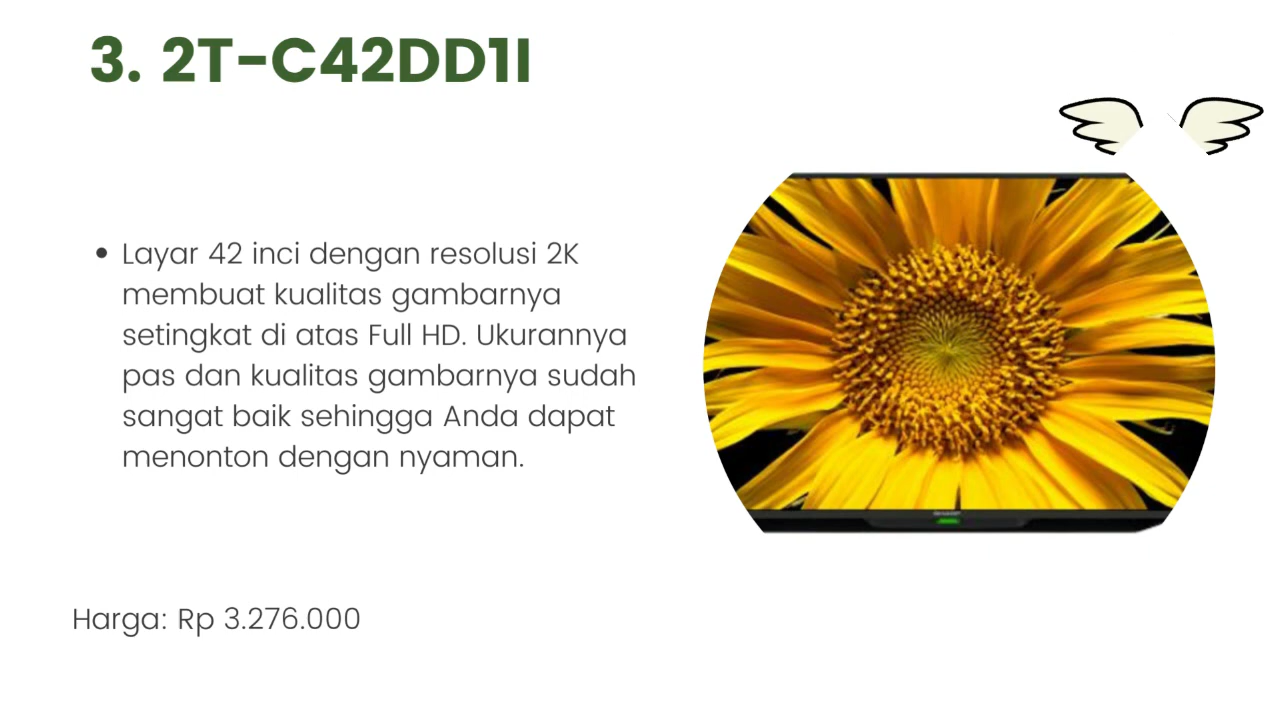 3. 2T-C42DD1I
• Layar 42 inci dengan resolusi 2K
membuat kualitas gambarnya
setingkat di atas Full HD. Ukurannya
pas dan kualitas gambarnya sudah
sangat baik sehingga Anda dapat
menonton dengan nyaman.
Harga: Rp 3.276.000